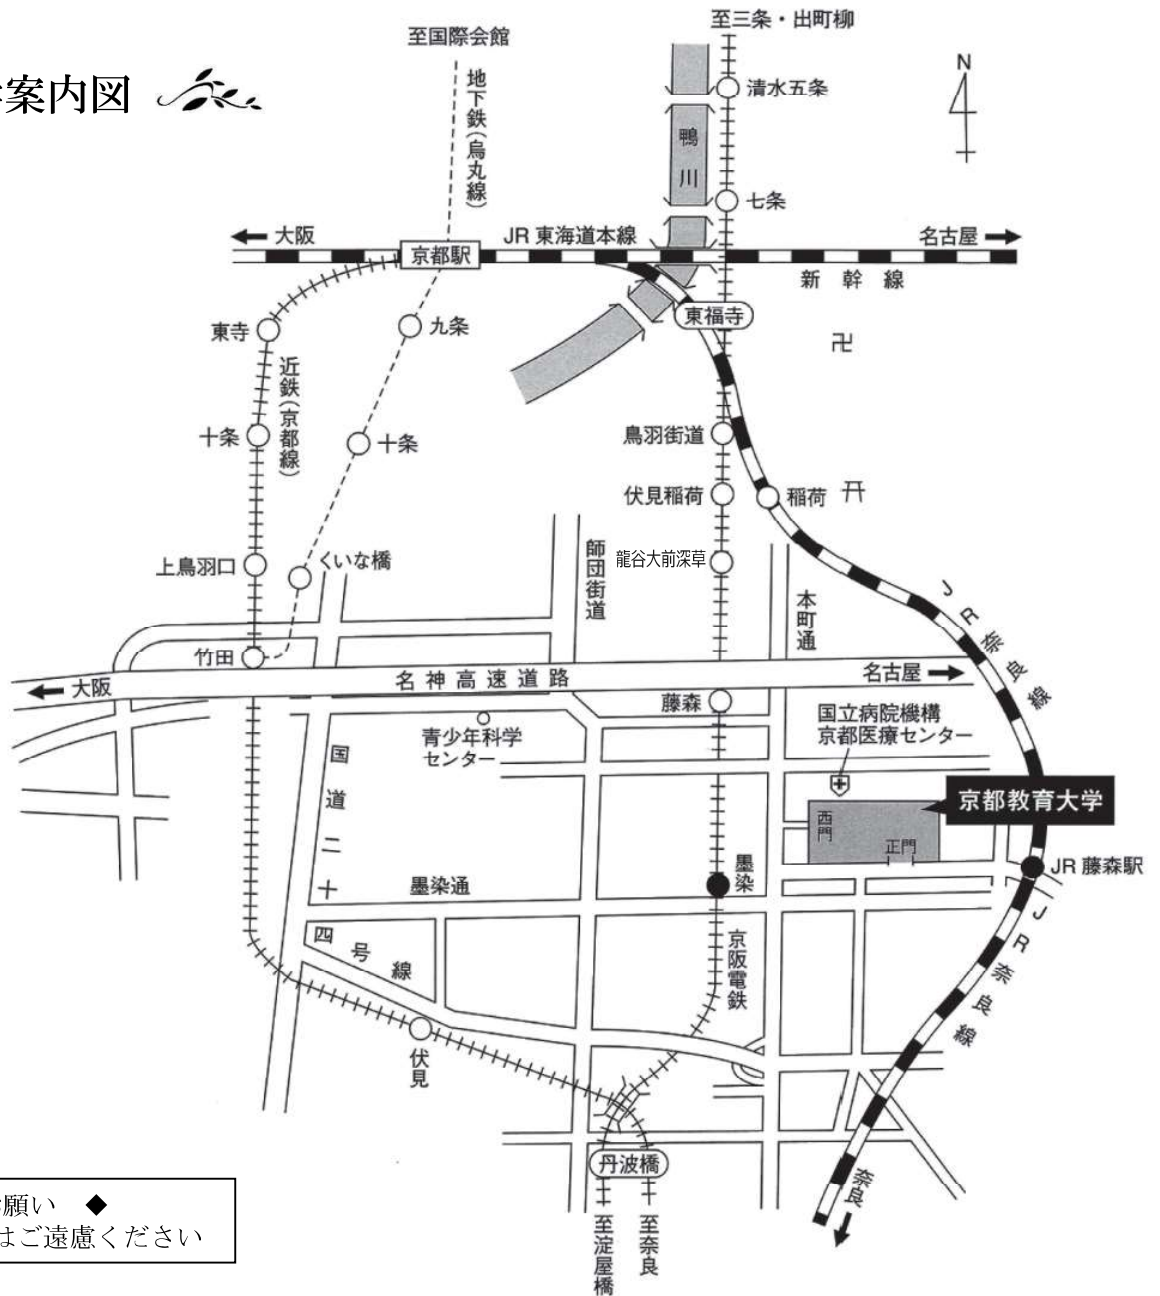 案内図
至国際会館
地下鉄(烏丸線)
至三条・出町柳
清水五条
N
鴨川
七条
大阪
JR 東海道本線
名古屋
京都駅
新幹線
東寺
九条
東福寺
卍
近鉄(京都線)
十条
十条
鳥羽街道
伏見稲荷
稲荷
上鳥羽口
くいな橋
師団街道
龍谷大前深草
本町通
JR奈良線
竹田
大阪
名神高速道路
名古屋
藤森
青少年科学
センター
国立病院機構
京都医療センター
国道二十四号線
京都教育大学
西門
正門
墨染
JR 藤森駅
墨染通
京阪電鉄
JR奈良線
伏見
丹波橋
奈良
至淀屋橋
至奈良
願い ◆
はご遠慮ください